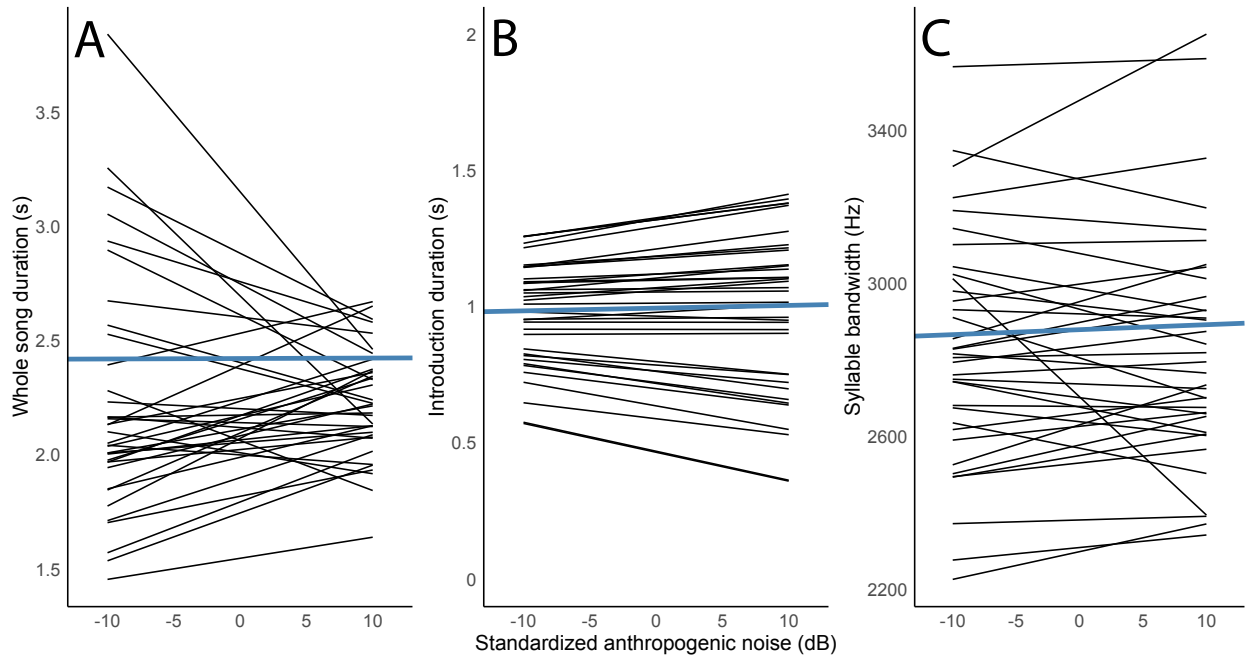 A
Whole song duration (s)
3.5
3.0
2.5
2.0
1.5
-10 -5 0 5 10
B
Introduction duration (s)
2
1.5
1
0.5
0
-10 -5 0 5 10
C
Syllable bandwidth (Hz)
3400
3000
2600
2200
-10 -5 0 5 10
Standardized anthropogenic noise (dB)